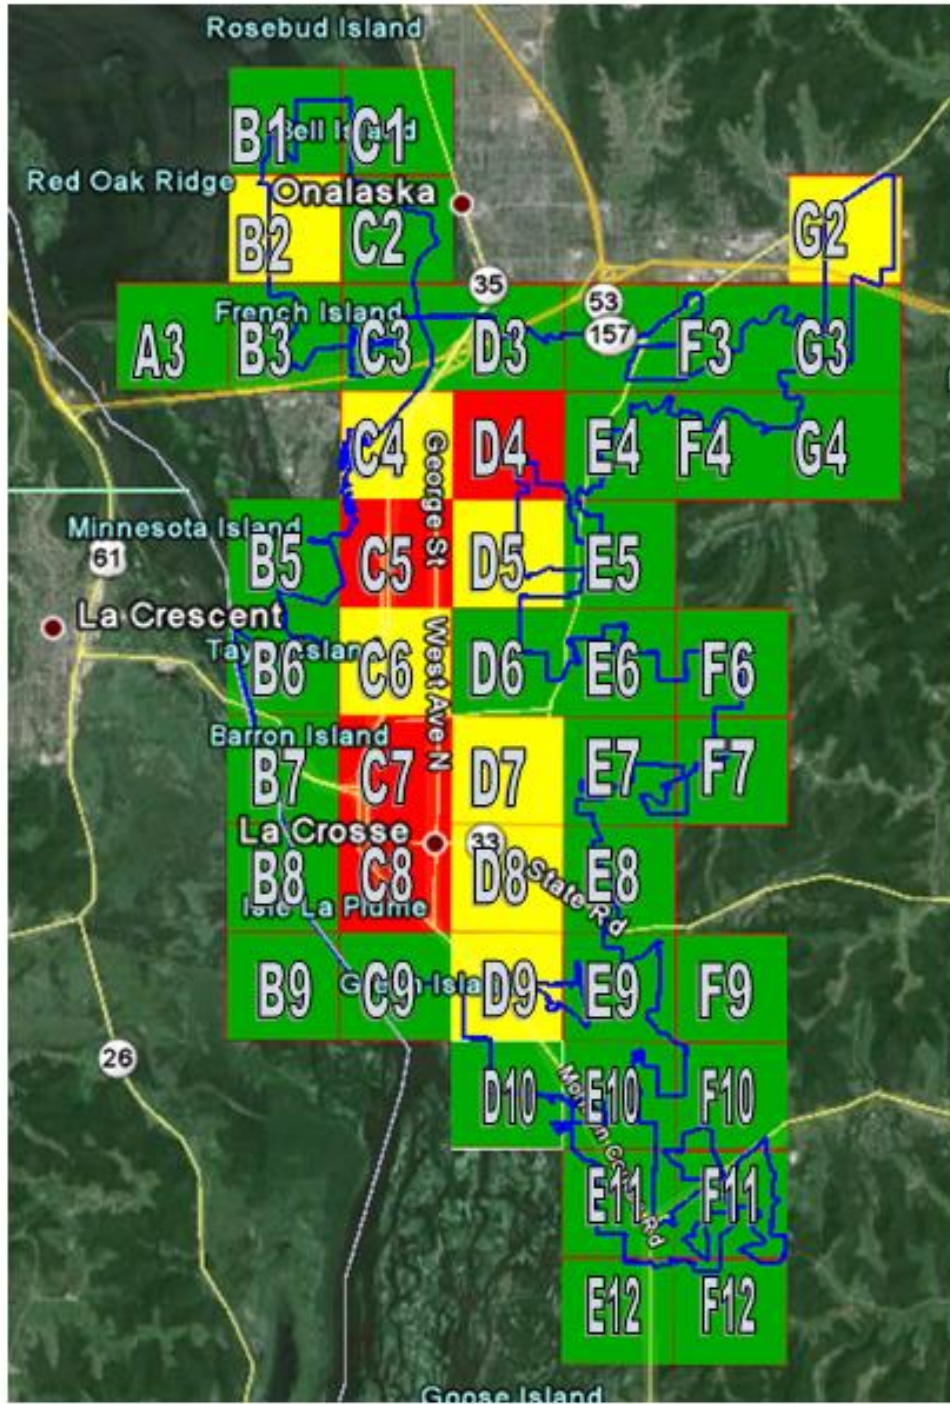 Rosebud Island
B1
Bell Island
C1
Red Oak Ridge
Onalaska
B2
C2
G2
35
53
French Island
157
A3
B3
C3
D3
F3
G3
C4
George St
D4
E4
F4
G4
Minnesota Island
61
B5
C5
D5
E5
La Crescent
West Ave N
B6
C6
D6
E6
F6
Barron Island
B7
C7
D7
E7
F7
La Crosse
33
B8
C8
D8
State Rd
E8
Isle La Plume
B9
C9
D9
E9
F9
26
D10
E10
F10
E11
Rd
F11
E12
F12
Goose Island